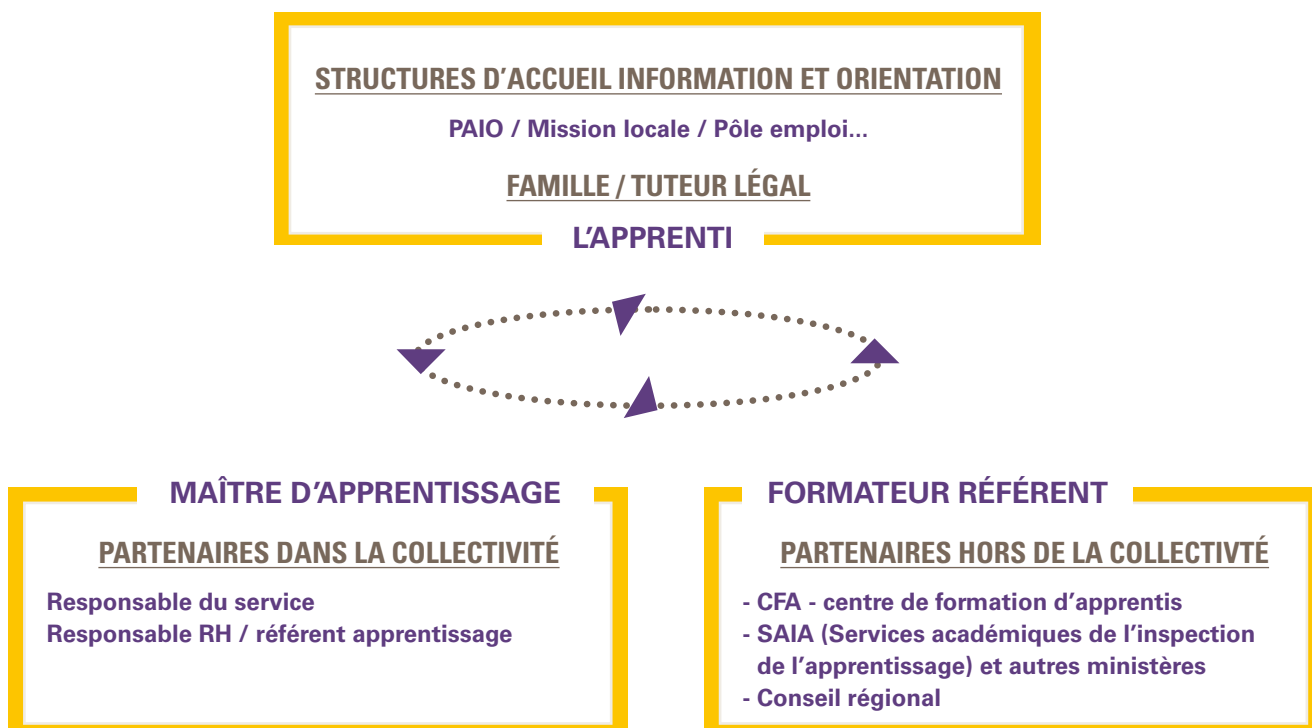 STRUCTURES D’ACCUEIL INFORMATION ET ORIENTATION
PAIO / Mission locale / Pôle emploi...
FAMILLE / TUTEUR LÉGAL
L’APPRENTI
MAÎTRE D’APPRENTISSAGE
PARTENAIRES DANS LA COLLECTIVITÉ
Responsable du service
Responsable RH / référent apprentissage
FORMATEUR RÉFÉRENT
PARTENAIRES HORS DE LA COLLECTIVTÉ
- CFA - centre de formation d’apprentis
- SAIA (Services académiques de l’inspection
de l’apprentissage) et autres ministères
- Conseil régional